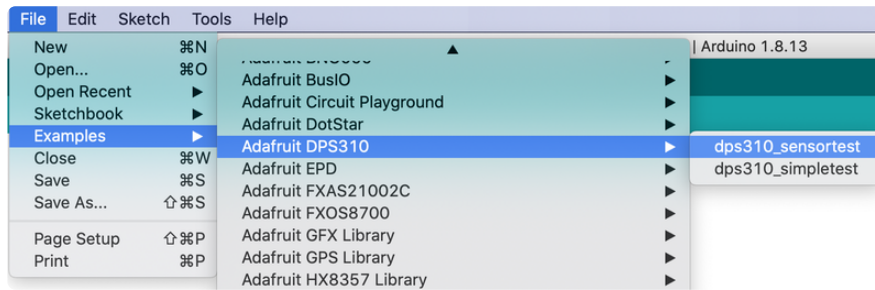 File Edit Sketch Tools Help
| Arduino 1.8.13
New ⌘N
Open... ⌘O
Open Recent ▶
Sketchbook ▶
Examples ▶
Close ⌘W
Save ⌘S
Save As... ⇧⌘S
Page Setup ⇧⌘P
Print ⌘P
▲
Adafruit BusIO ▶
Adafruit Circuit Playground ▶
Adafruit DotStar ▶
Adafruit DPS310 ▶
Adafruit EPD ▶
Adafruit FXAS21002C ▶
Adafruit FXOS8700 ▶
Adafruit GFX Library ▶
Adafruit GPS Library ▶
Adafruit HX8357 Library ▶
dps310_sensortest
dps310_simpletest